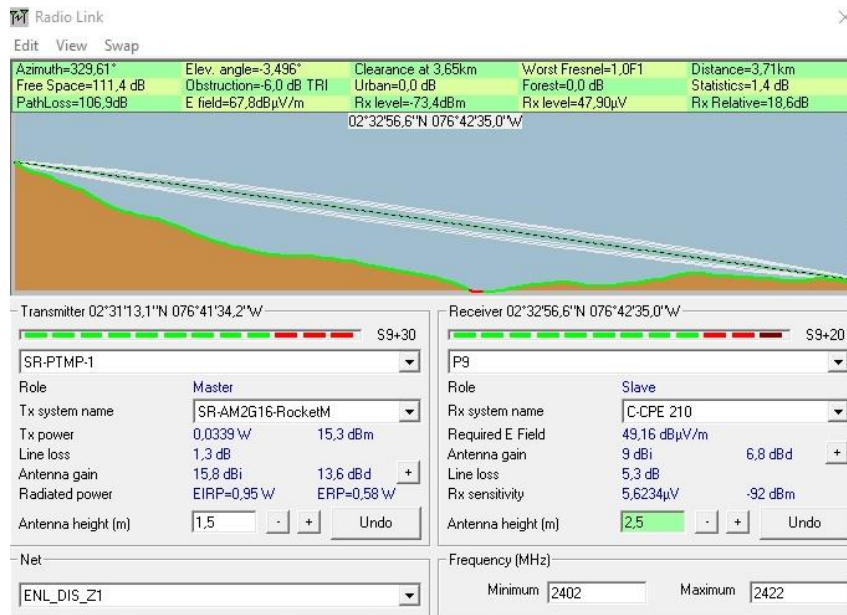 Radio Link
Edit View Swap
Azimuth=329,61° Elev. angle=-3,496° Clearance at 3,65km Worst Fresnel=1,0F1 Distance=3,71km
Free Space=111,4 dB Obstruction=-6,0 dB TRI Urban=0,0 dB Forest=0,0 dB Statistics=1,4 dB
PathLoss=106,9dB E field=67,8dBµV/m Rx level=-73,4dBm Rx level=47,90µV Rx Relative=18,6dB
02°32'56,6"N 076°42'35,0"W
Transmitter 02°31'13,1"N 076°41'34,2"W
S9+30
SR-PTMP-1
Role Master
Tx system name SR-AM2G16-RocketM
Tx power 0,0339 W 15,3 dBm
Line loss 1,3 dB
Antenna gain 15,8 dBi 13,6 dBd +
Radiated power EIRP=0,95 W ERP=0,58 W
Antenna height (m) 1,5 - + Undo
Net
ENL_DIS_Z1
Receiver 02°32'56,6"N 076°42'35,0"W
S9+20
P9
Role Slave
Rx system name C-CPE 210
Required E Field 49,16 dBµV/m
Antenna gain 9 dBi 6,8 dBd +
Line loss 5,3 dB
Rx sensitivity 5,6234µV -92 dBm
Antenna height (m) 2,5 - + Undo
Frequency (MHz)
Minimum 2402 Maximum 2422